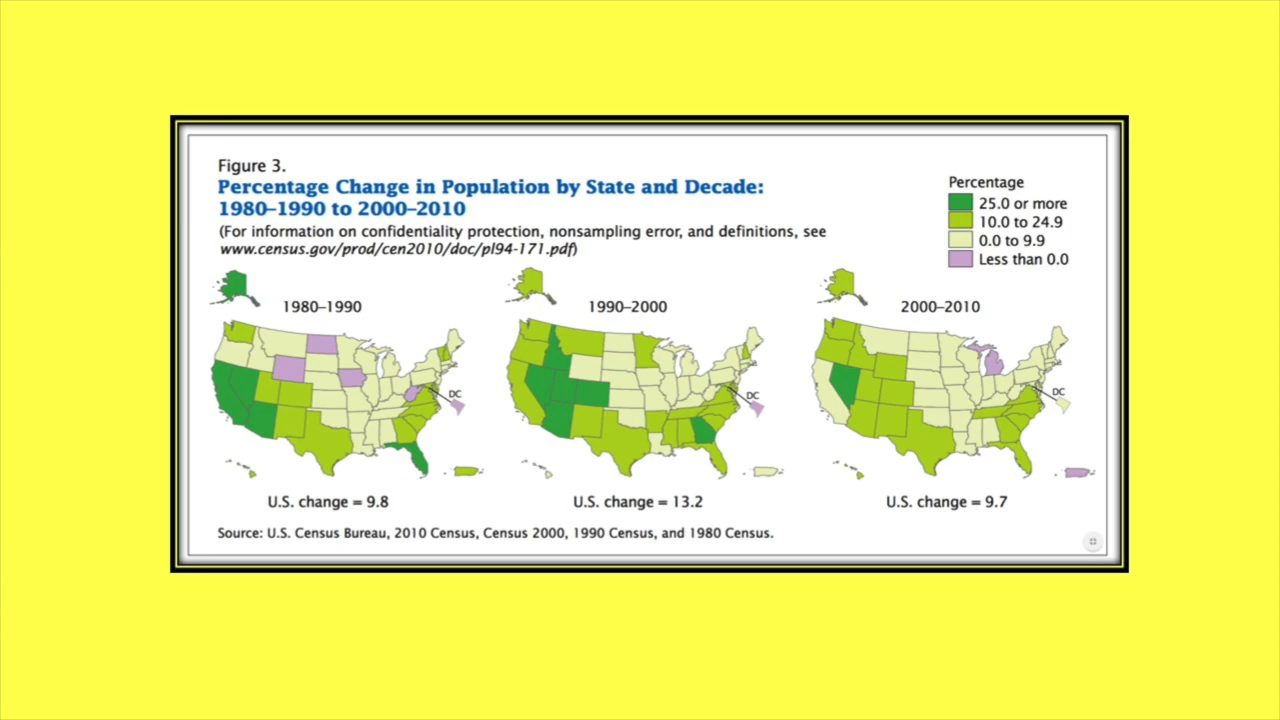 Figure 3.
Percentage Change in Population by State and Decade:
1980–1990 to 2000–2010
(For information on confidentiality protection, nonsampling error, and definitions, see
www.census.gov/prod/cen2010/doc/pl94-171.pdf)
Percentage
25.0 or more
10.0 to 24.9
0.0 to 9.9
Less than 0.0
1980–1990
1990–2000
2000–2010
DC
DC
DC
U.S. change = 9.8
U.S. change = 13.2
U.S. change = 9.7
Source: U.S. Census Bureau, 2010 Census, Census 2000, 1990 Census, and 1980 Census.